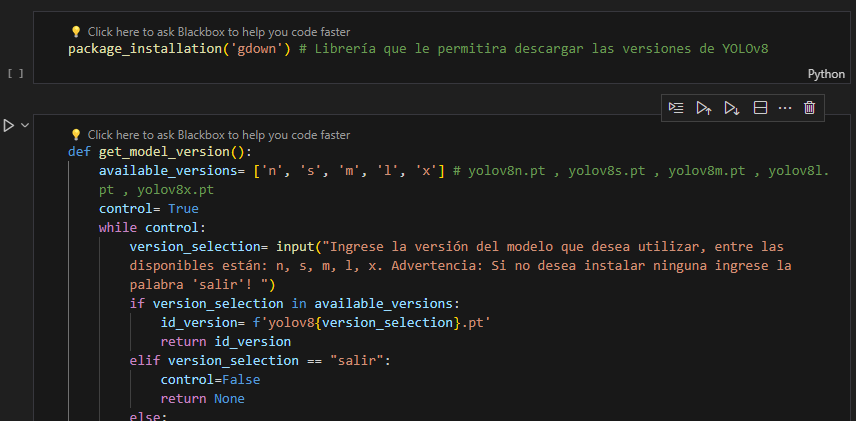 Click here to ask Blackbox to help you code faster
package_installation('gdown') # Librería que le permitira descargar las versiones de YOLOv8
[ ]
Python
Click here to ask Blackbox to help you code faster
def get_model_version():
available_versions= ['n', 's', 'm', 'l', 'x'] # yolov8n.pt , yolov8s.pt , yolov8m.pt , yolov8l.
pt , yolov8x.pt
control= True
while control:
version_selection= input("Ingrese la versión del modelo que desea utilizar, entre las
disponibles están: n, s, m, l, x. Advertencia: Si no desea instalar ninguna ingrese la
palabra 'salir'! ")
if version_selection in available_versions:
id_version= f'yolov8{version_selection}.pt'
return id_version
elif version_selection == "salir":
control=False
return None
else: